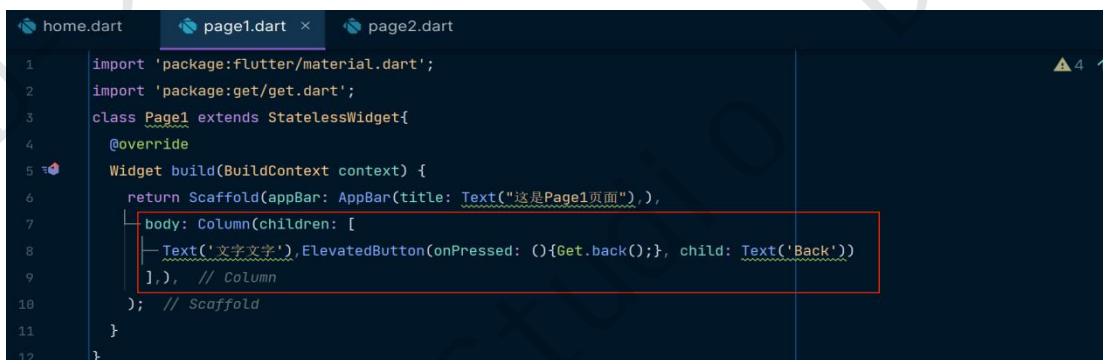 home.dart page1.dart × page2.dart
1 import 'package:flutter/material.dart'; 4
2 import 'package:get/get.dart';
3 class Page1 extends StatelessWidget{
4 @override
5 Widget build(BuildContext context) {
6 return Scaffold(appBar: AppBar(title: Text("这是Page1页面"),),
7 body: Column(children: [
8 Text('文字文字'),ElevatedButton(onPressed: (){Get.back();}, child: Text('Back'))
9 ],), // Column
10 ); // Scaffold
11 }
12 }
Studio